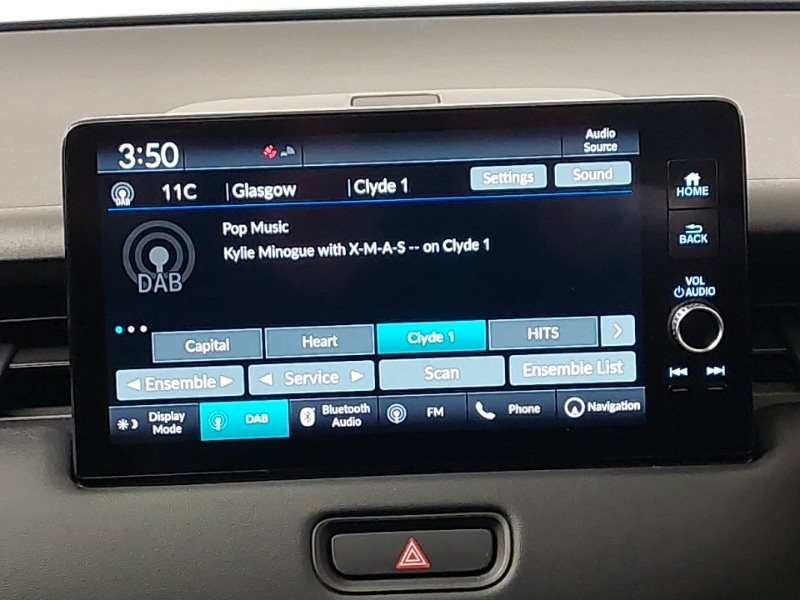 3:50
Audio Source
DAB 11C Glasgow Clyde 1 Settings Sound
HOME
Pop Music
Kylie Minogue with X-M-A-S -- on Clyde 1
DAB
BACK
VOL
AUDIO
Capital Heart Clyde 1 HITS
Ensemble Service Scan Ensemble List
Display Mode DAB Bluetooth Audio FM Phone Navigation